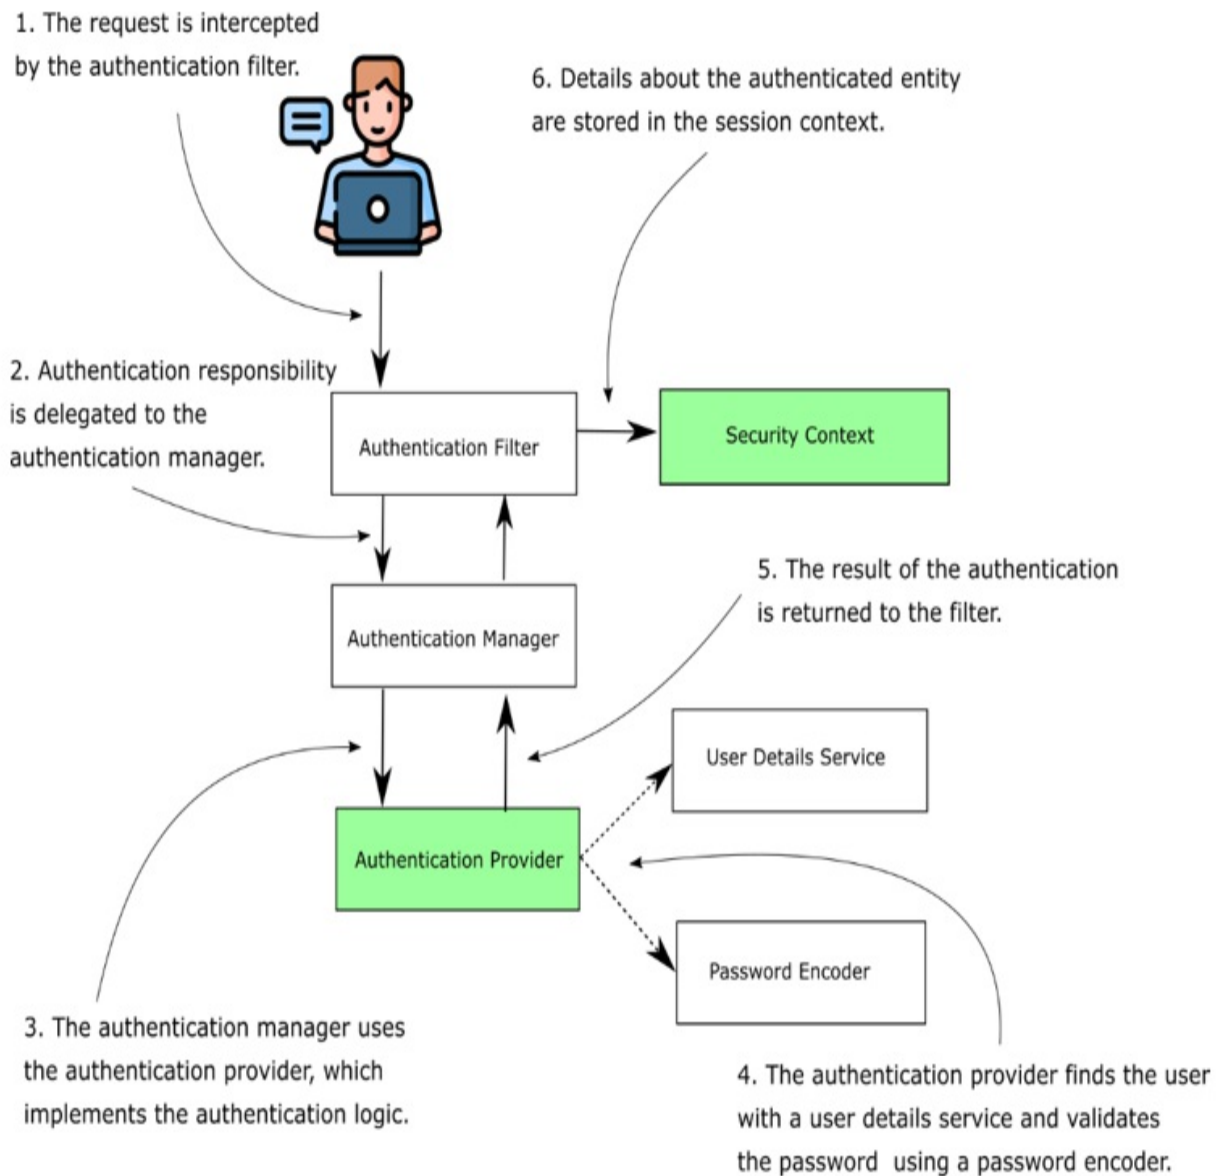 1. The request is intercepted
by the authentication filter.
6. Details about the authenticated entity
are stored in the session context.
2. Authentication responsibility
is delegated to the
authentication manager.
Authentication Filter
Security Context
5. The result of the authentication
is returned to the filter.
Authentication Manager
User Details Service
Authentication Provider
Password Encoder
3. The authentication manager uses
the authentication provider, which
implements the authentication logic.
4. The authentication provider finds the user
with a user details service and validates
the password  using a password encoder.